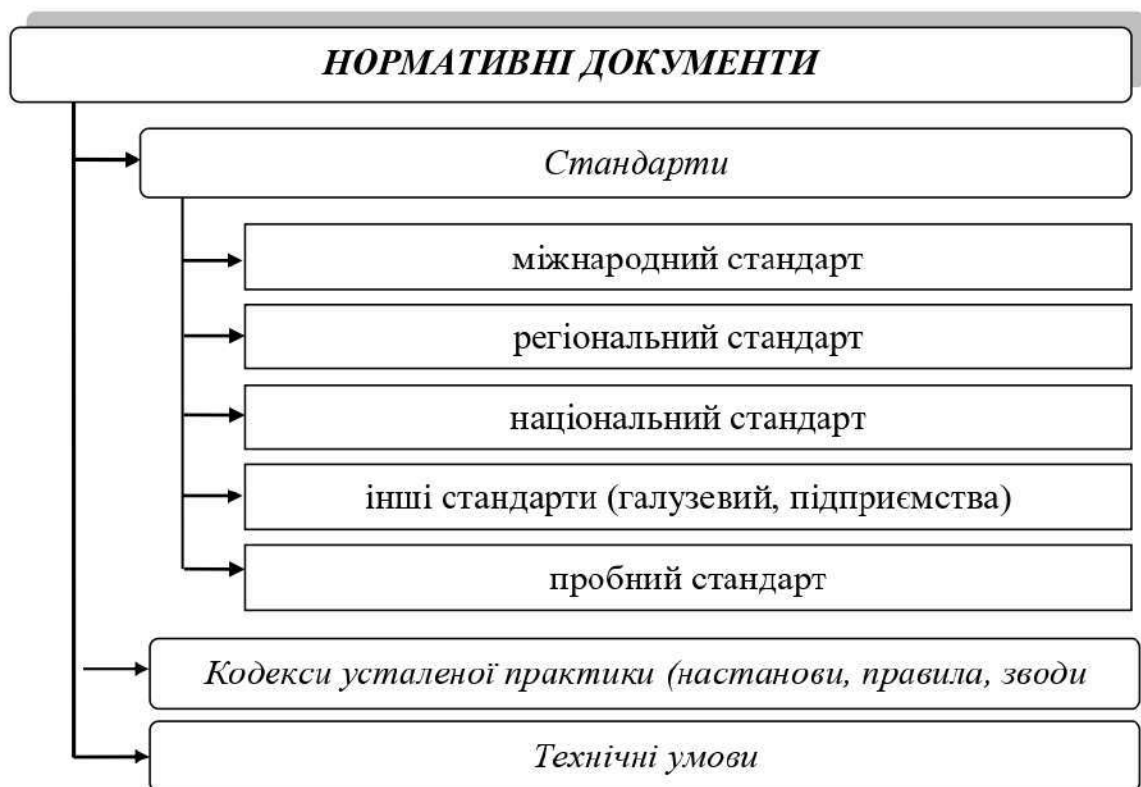 НОРМАТИВНІ ДОКУМЕНТИ
Стандарти
міжнародний стандарт
регіональний стандарт
національний стандарт
інші стандарти (галузевий, підприємства)
пробний стандарт
Кодекси усталеної практики (настанови, правила, зводи
Технічні умови